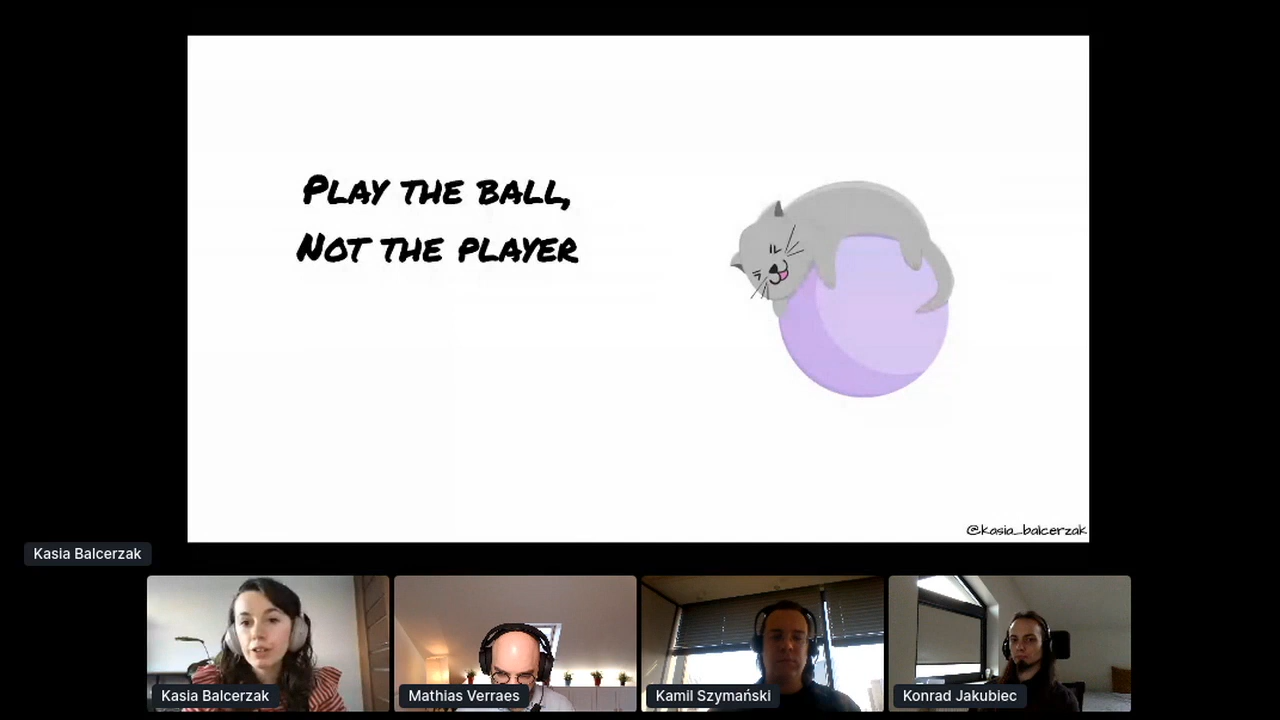 Play the ball,
Not the player
@kasia_balcerzak
Kasia Balcerzak
Kasia Balcerzak
Mathias Verraes
Kamil Szymański
Konrad Jakubiec